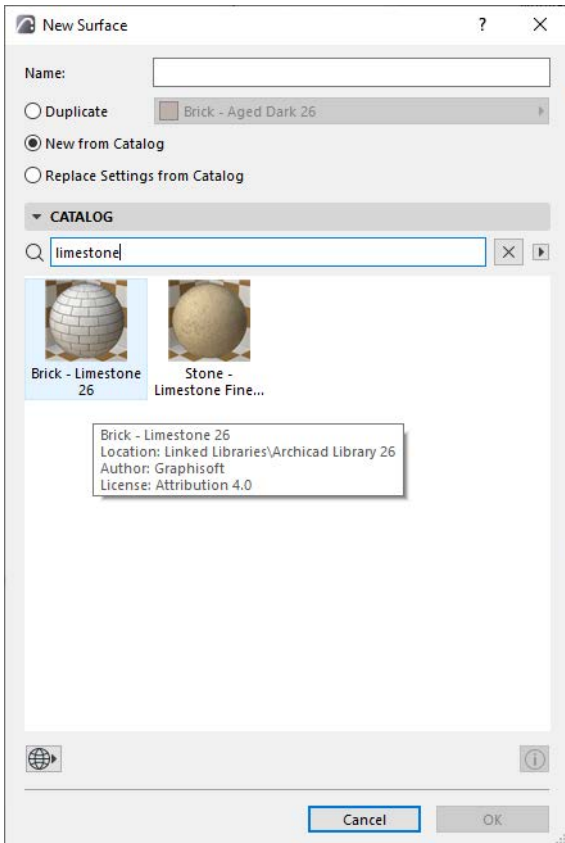 New Surface
?
Name:
Duplicate
Brick - Aged Dark 26
New from Catalog
Replace Settings from Catalog
CATALOG
limestone
Brick - Limestone
26
Stone -
Limestone Fine...
Brick - Limestone 26
Location: Linked Libraries\Archicad Library 26
Author: Graphisoft
License: Attribution 4.0
Cancel
OK